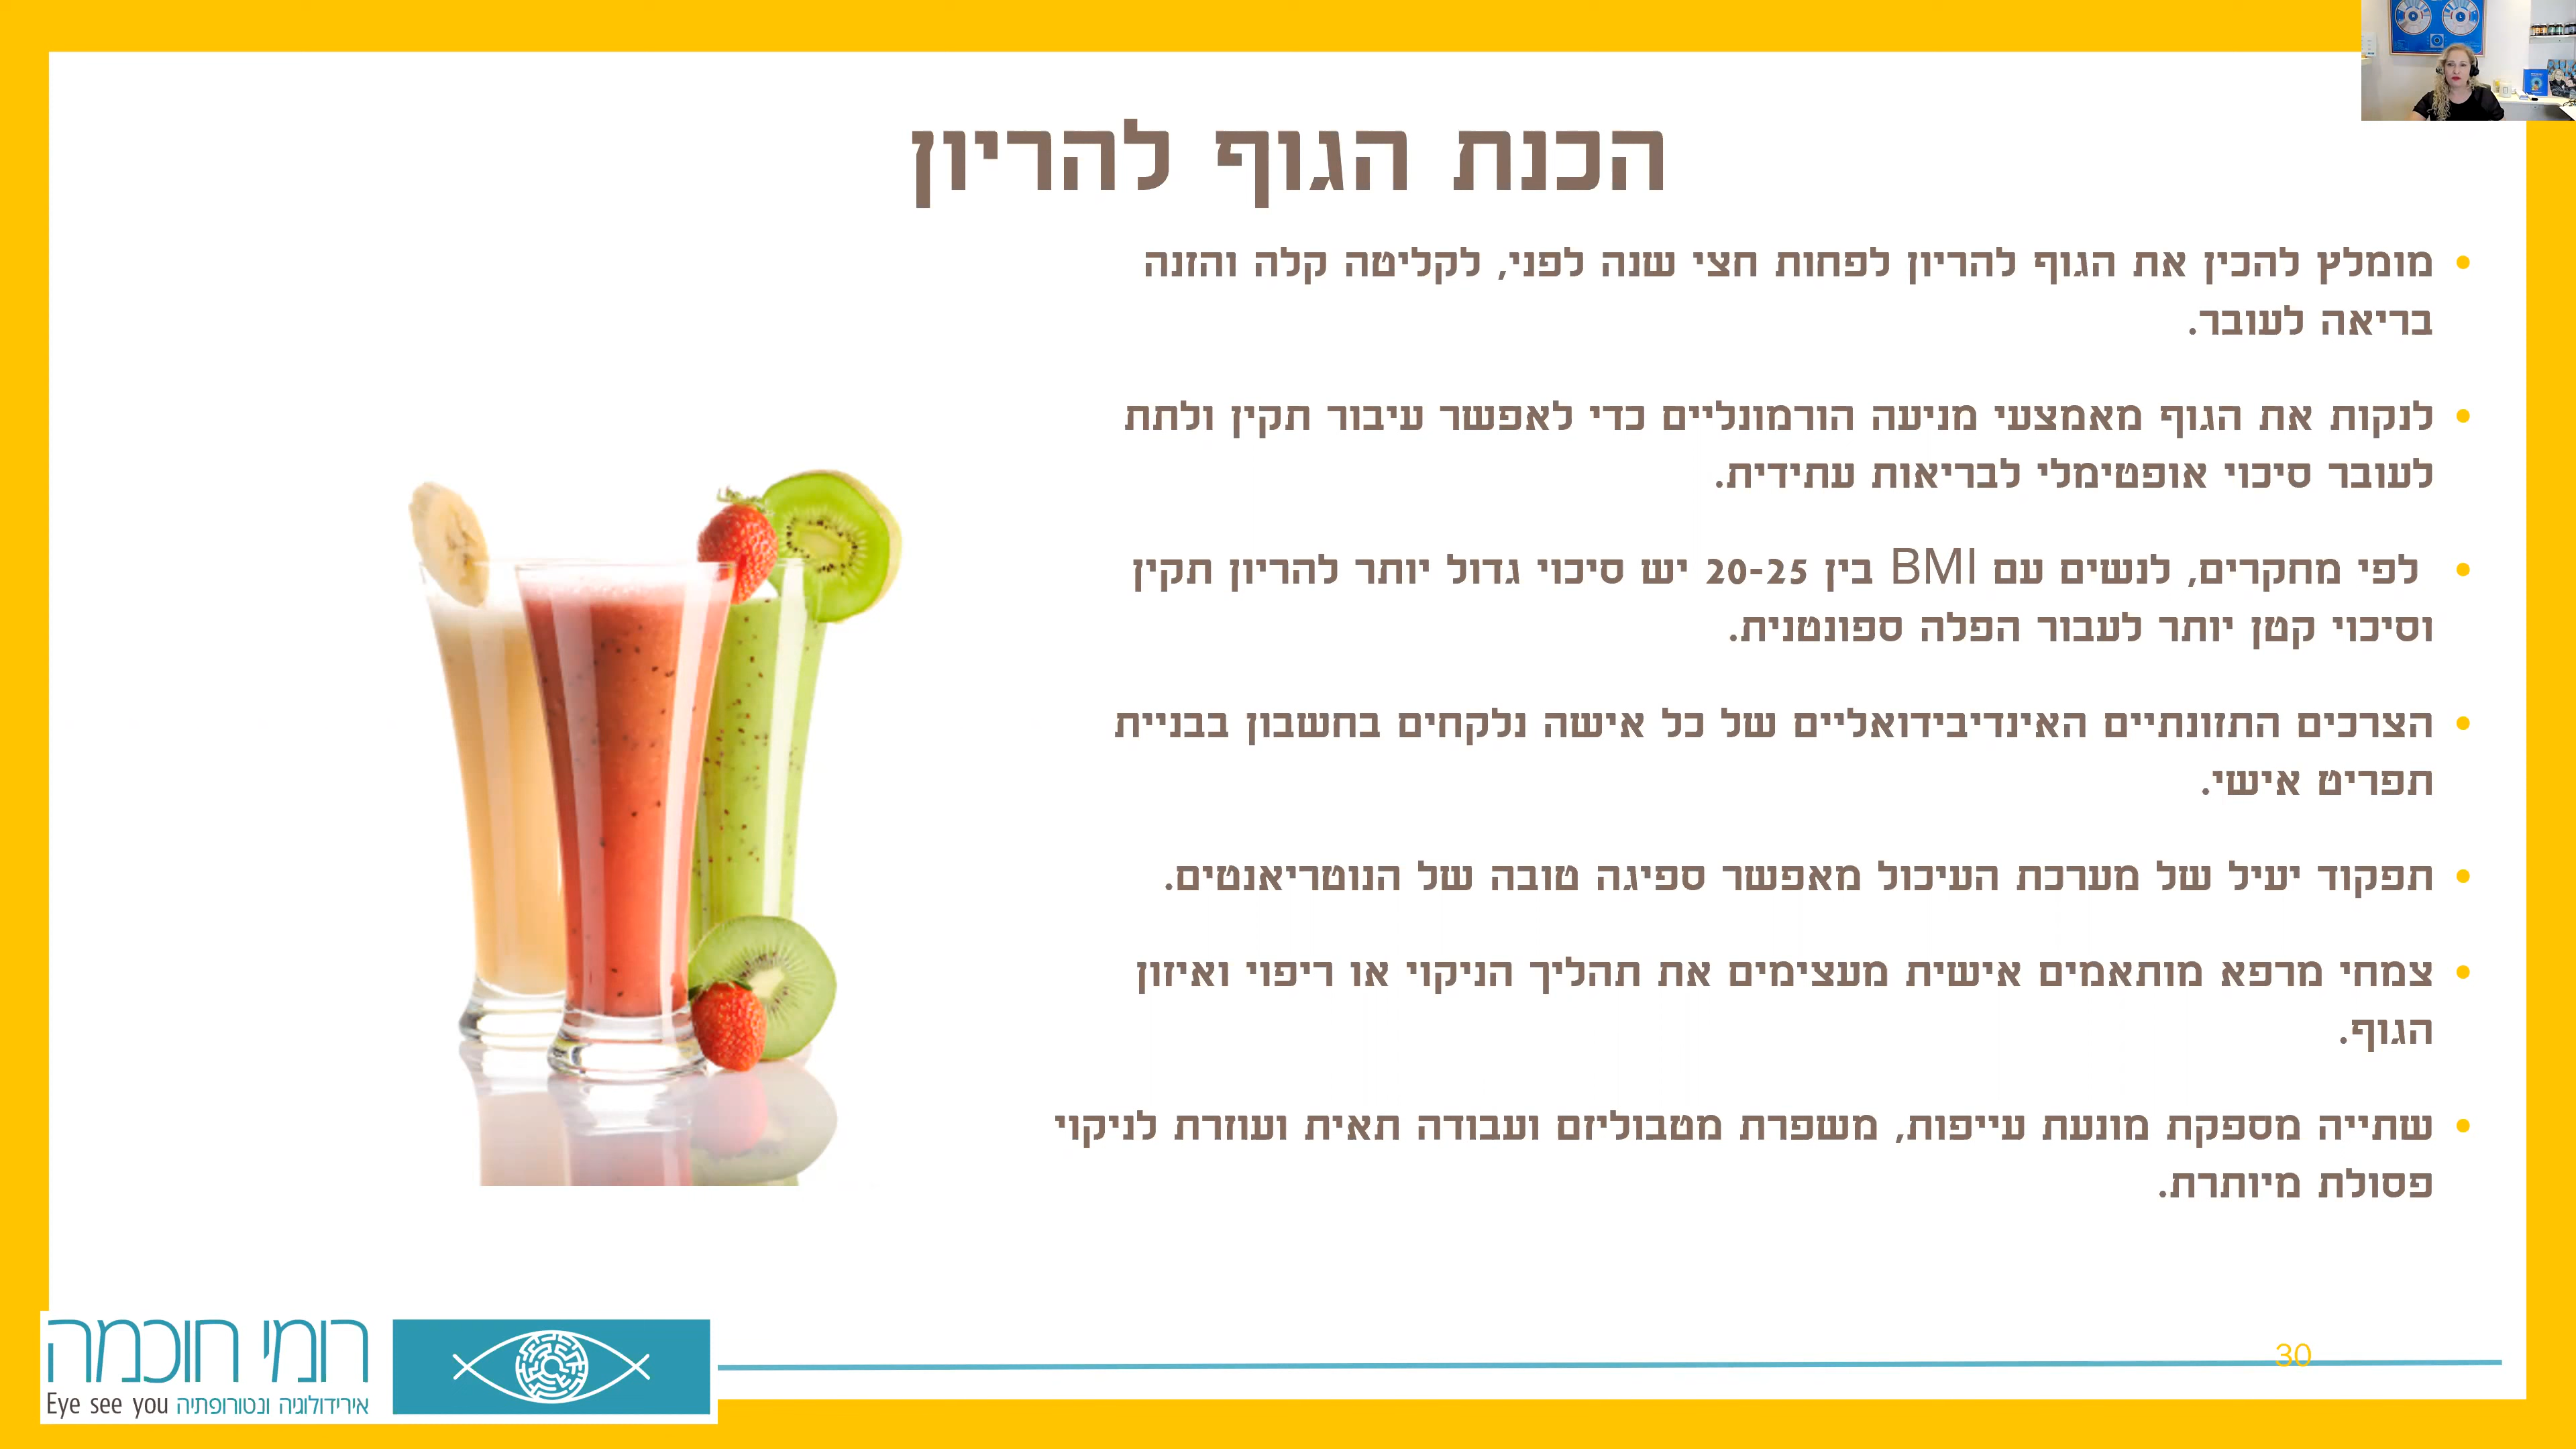 הכנת הגוף להריון
• מומלץ להכין את הגוף להריון לפחות חצי שנה לפני, לקליטה קלה והזנה
בריאה לעובר.
• לנקות את הגוף מאמצעי מניעה הורמונליים כדי לאפשר עיבור תקין ולתת
לעובר סיכוי אופטימלי לבריאות עתידית.
• לפי מחקרים, לנשים עם BMI בין 20-25 יש סיכוי גדול יותר להריון תקין
וסיכוי קטן יותר לעבור הפלה ספונטנית.
• הצרכים התזונתיים האינדיבידואליים של כל אישה נלקחים בחשבון בבניית
תפריט אישי.
• תפקוד יעיל של מערכת העיכול מאפשר ספיגה טובה של הנוטריאנטים.
• צמחי מרפא מותאמים אישית מעצימים את תהליך הניקוי או ריפוי ואיזון
הגוף.
• שתייה מספקת מונעת עייפות, משפרת מטבוליזם ועבודה תאית ועוזרת לניקוי
פסולת מיותרת.
רומי חוכמה
אירידולוגיה ונטורופתיה Eye see you
30